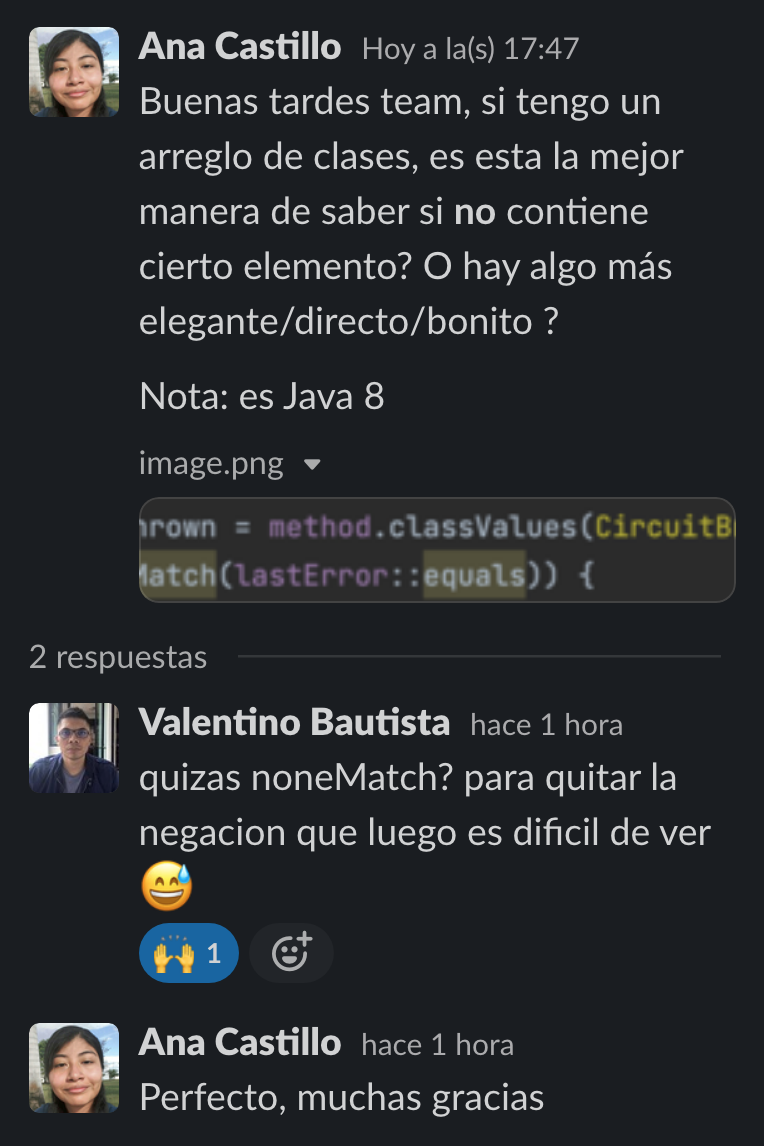 Ana Castillo Hoy a la(s) 17:47
Buenas tardes team, si tengo un
arreglo de clases, es esta la mejor
manera de saber si no contiene
cierto elemento? O hay algo más
elegante/directo/bonito ?
Nota: es Java 8
image.png
hrown = method.classValues(CircuitB
Match(lastError::equals)) {
2 respuestas
Valentino Bautista hace 1 hora
quizas noneMatch? para quitar la
negacion que luego es dificil de ver
😅
🙌 1
Ana Castillo hace 1 hora
Perfecto, muchas gracias